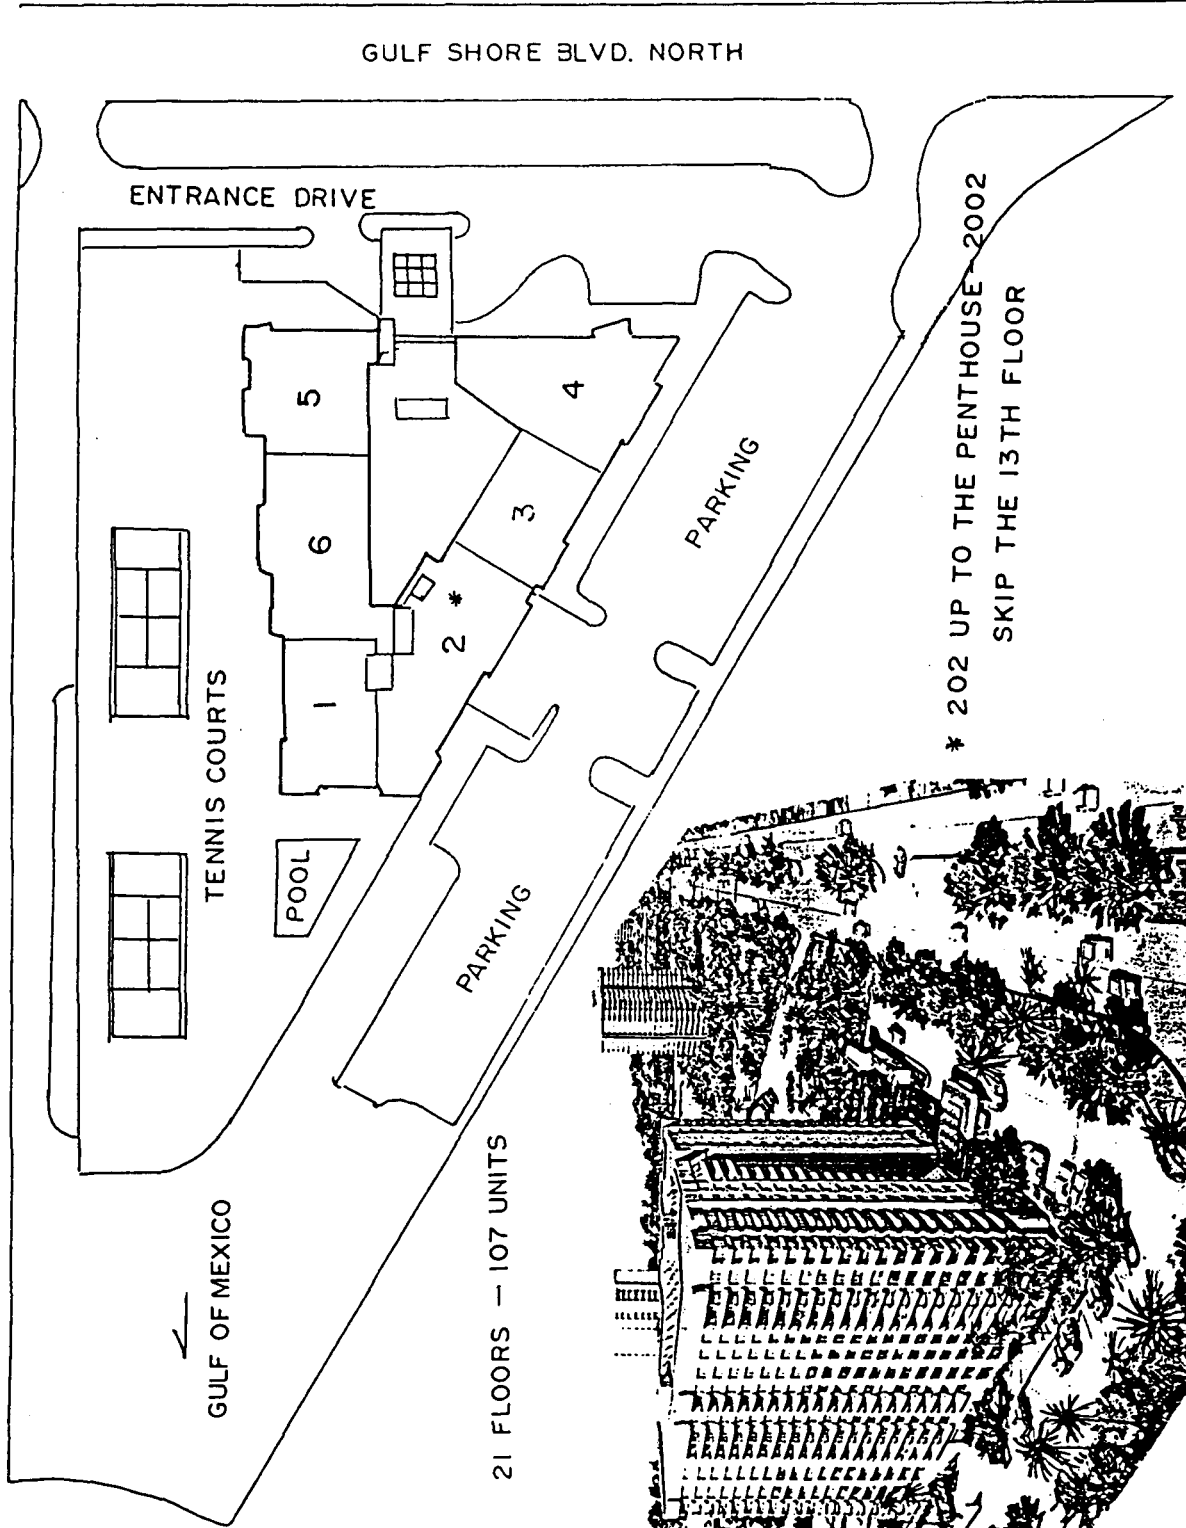 GULF SHORE BLVD. NORTH
ENTRANCE DRIVE
5
4
6
3
2 *
1
PARKING
TENNIS COURTS
POOL
PARKING
* 202 UP TO THE PENTHOUSE - 2002
SKIP THE 13TH FLOOR
GULF OF MEXICO
21 FLOORS — 107 UNITS